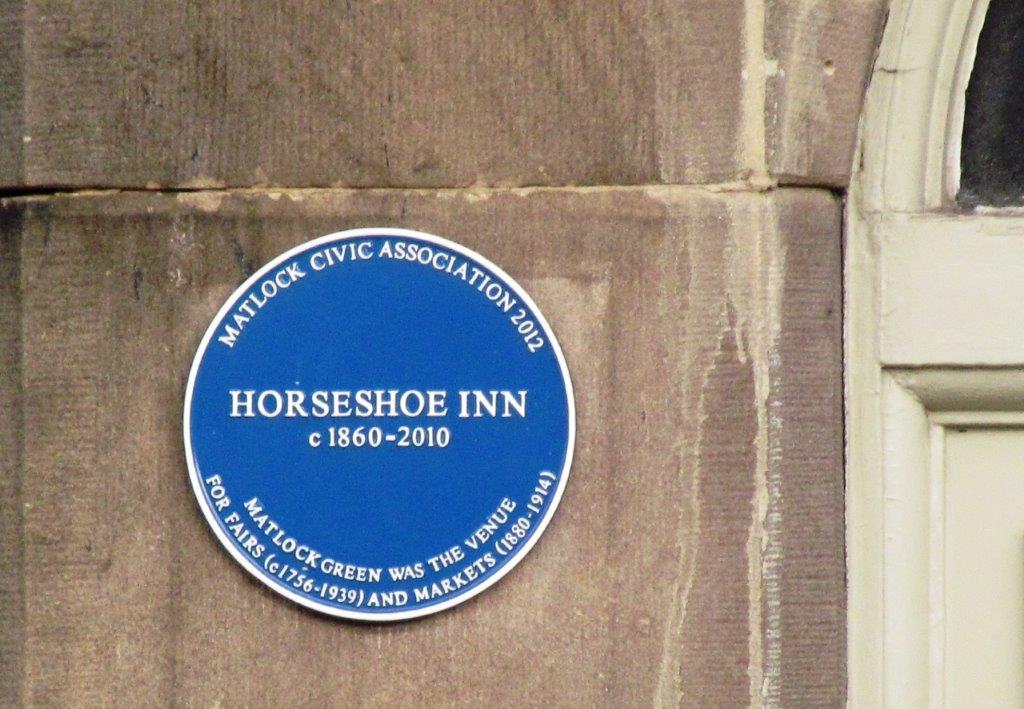 MATLOCK CIVIC ASSOCIATION 2012
HORSESHOE INN
c 1860-2010
MATLOCK GREEN WAS THE VENUE
FOR FAIRS (c1756-1939) AND MARKETS (1880-1914)